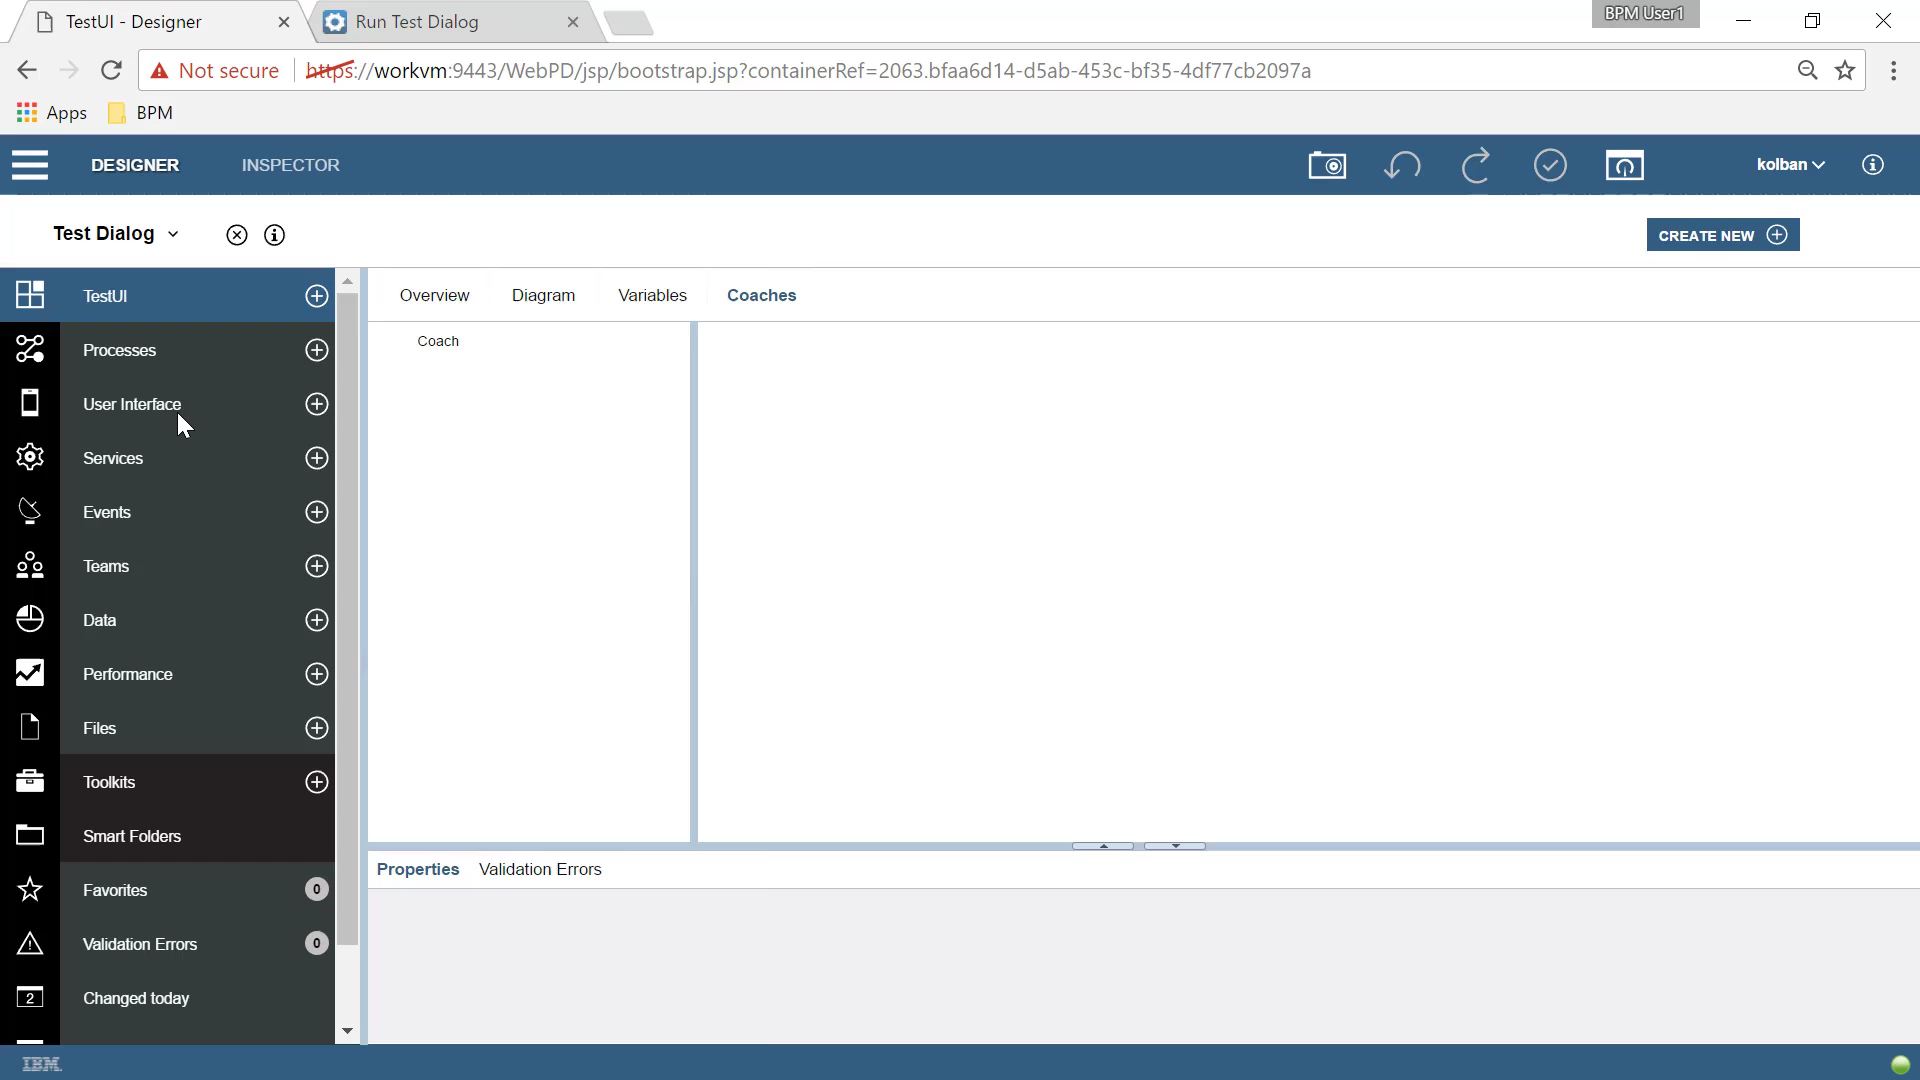 TestUI - Designer
Run Test Dialog
BPM User1
Not secure
https://workvm:9443/WebPD/jsp/bootstrap.jsp?containerRef=2063.bfaa6d14-d5ab-453c-bf35-4df77cb2097a
Apps
BPM
DESIGNER
INSPECTOR
kolban
Test Dialog
CREATE NEW
TestUI
Overview
Diagram
Variables
Coaches
Processes
Coach
User Interface
Services
Events
Teams
Data
Performance
Files
Toolkits
Smart Folders
Properties
Validation Errors
Favorites
0
Validation Errors
0
2
Changed today
IBM